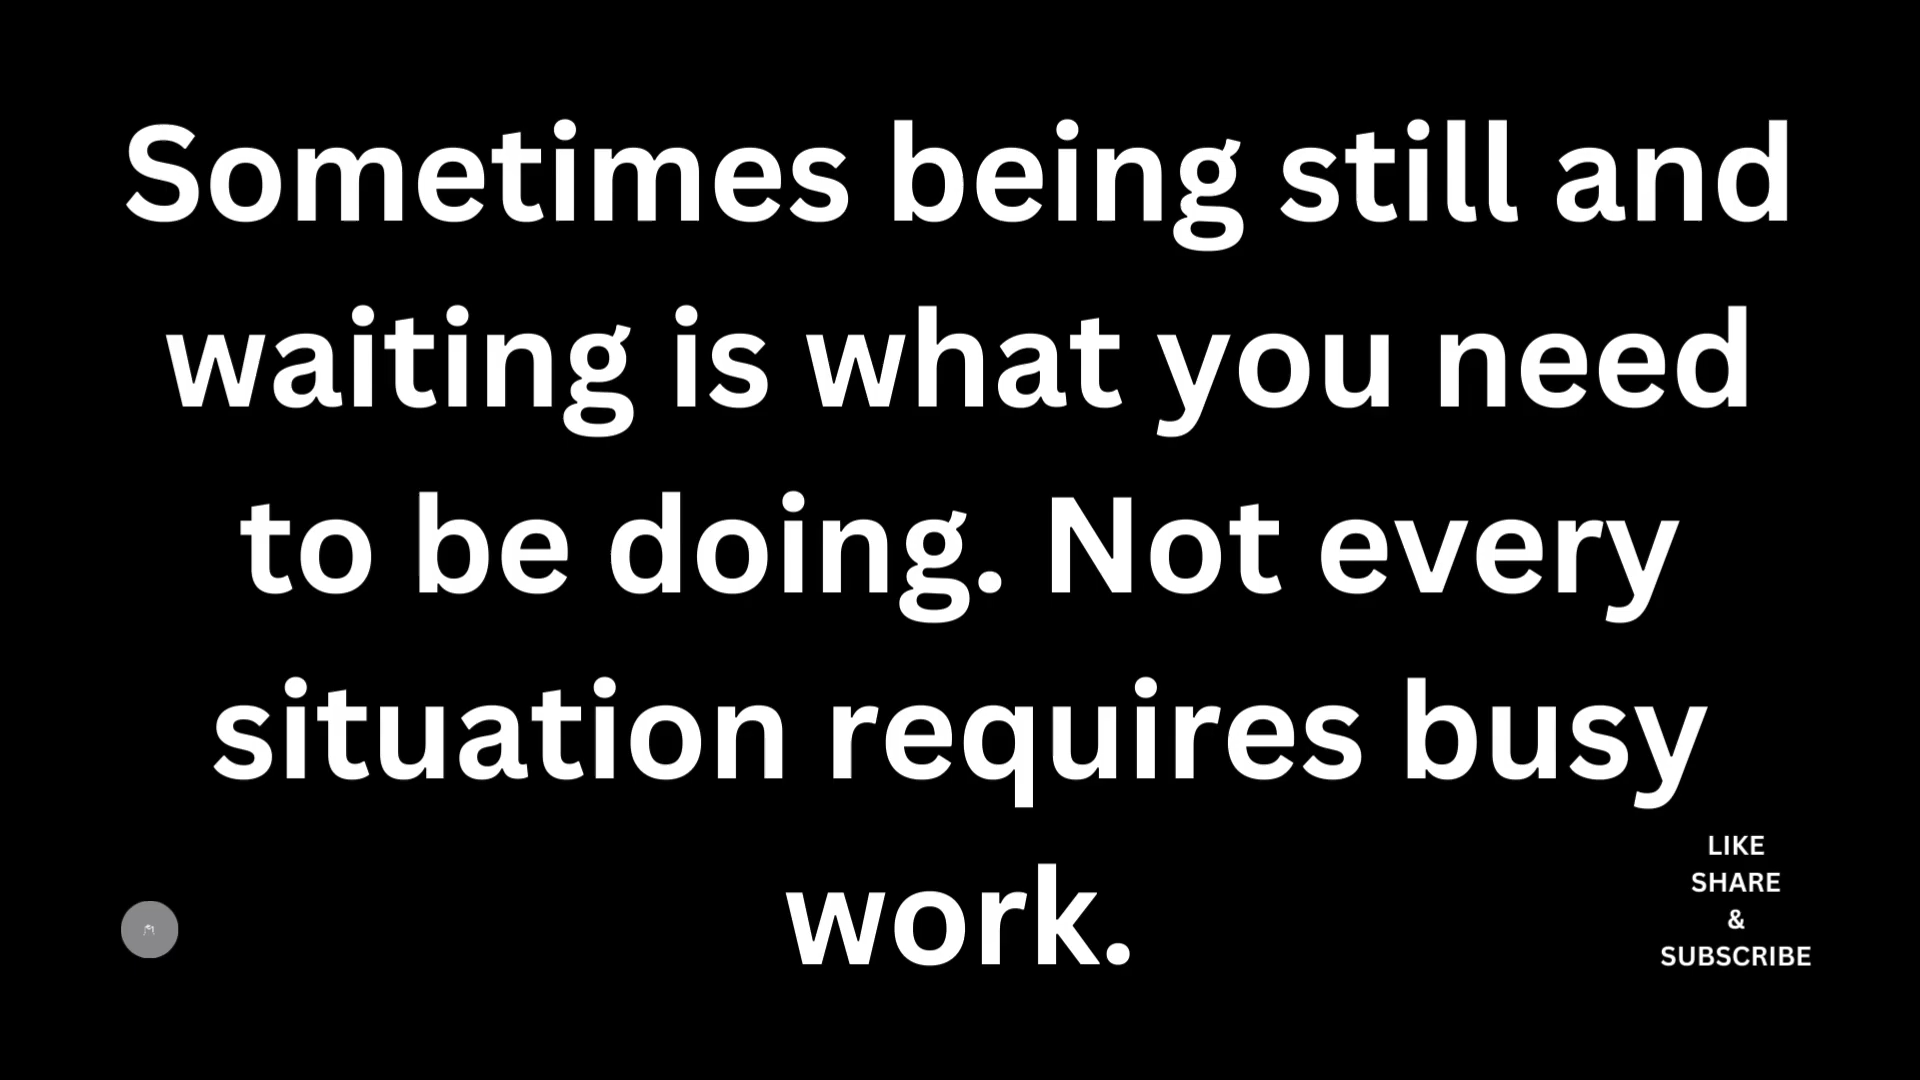 Sometimes being still and
waiting is what you need
to be doing. Not every
situation requires busy
work.
LIKE
SHARE
&
SUBSCRIBE